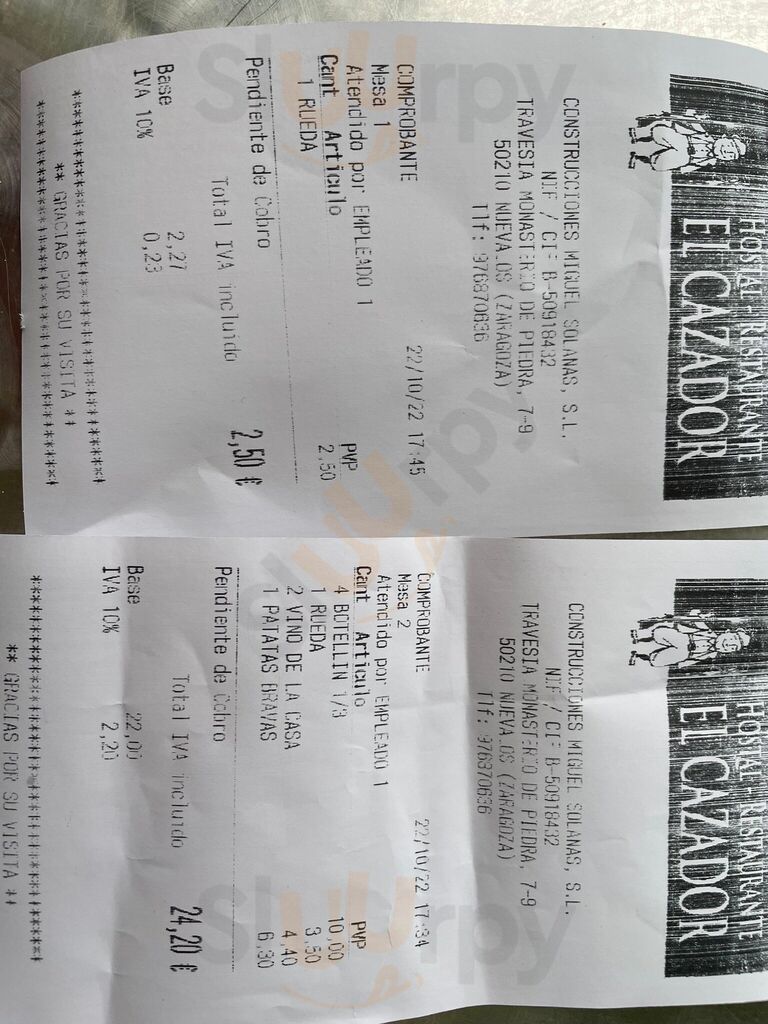 HOSTAL - RESTAURANTE
EL CAZADOR
CONSTRUCCIONES MIGUEL SOLANAS, S.L.
NIF / CIF B-50918432
TRAVESIA MONASTERIO DE PIEDRA, 7-9
50210 NUEVALOS (ZARAGOZA)
Tlf: 976870636
COMPROBANTE 22/10/22 17:45
Mesa 1
Atendido por EMPLEADO 1
Cant Articulo PVP
1 RUEDA 2,50
Total IVA incluido
Pendiente de Cobro 2,50 €
Base 2,27
IVA 10% 0,23
** GRACIAS POR SU VISITA **
HOSTAL - RESTAURANTE
EL CAZADOR
CONSTRUCCIONES MIGUEL SOLANAS, S.L.
NIF / CIF B-50918432
TRAVESIA MONASTERIO DE PIEDRA, 7-9
50210 NUEVALOS (ZARAGOZA)
Tlf: 976870636
COMPROBANTE 22/10/22 17:34
Mesa 2
Atendido por EMPLEADO 1
Cant Articulo PVP
4 BOTELLIN 1/3 10,00
1 RUEDA 3,50
2 VINO DE LA CASA 4,40
1 PATATAS BRAVAS 6,30
Total IVA incluido
Pendiente de Cobro 24,20 €
Base 22,00
IVA 10% 2,20
** GRACIAS POR SU VISITA **
Sluurpy
Sluurpy
Sluurpy